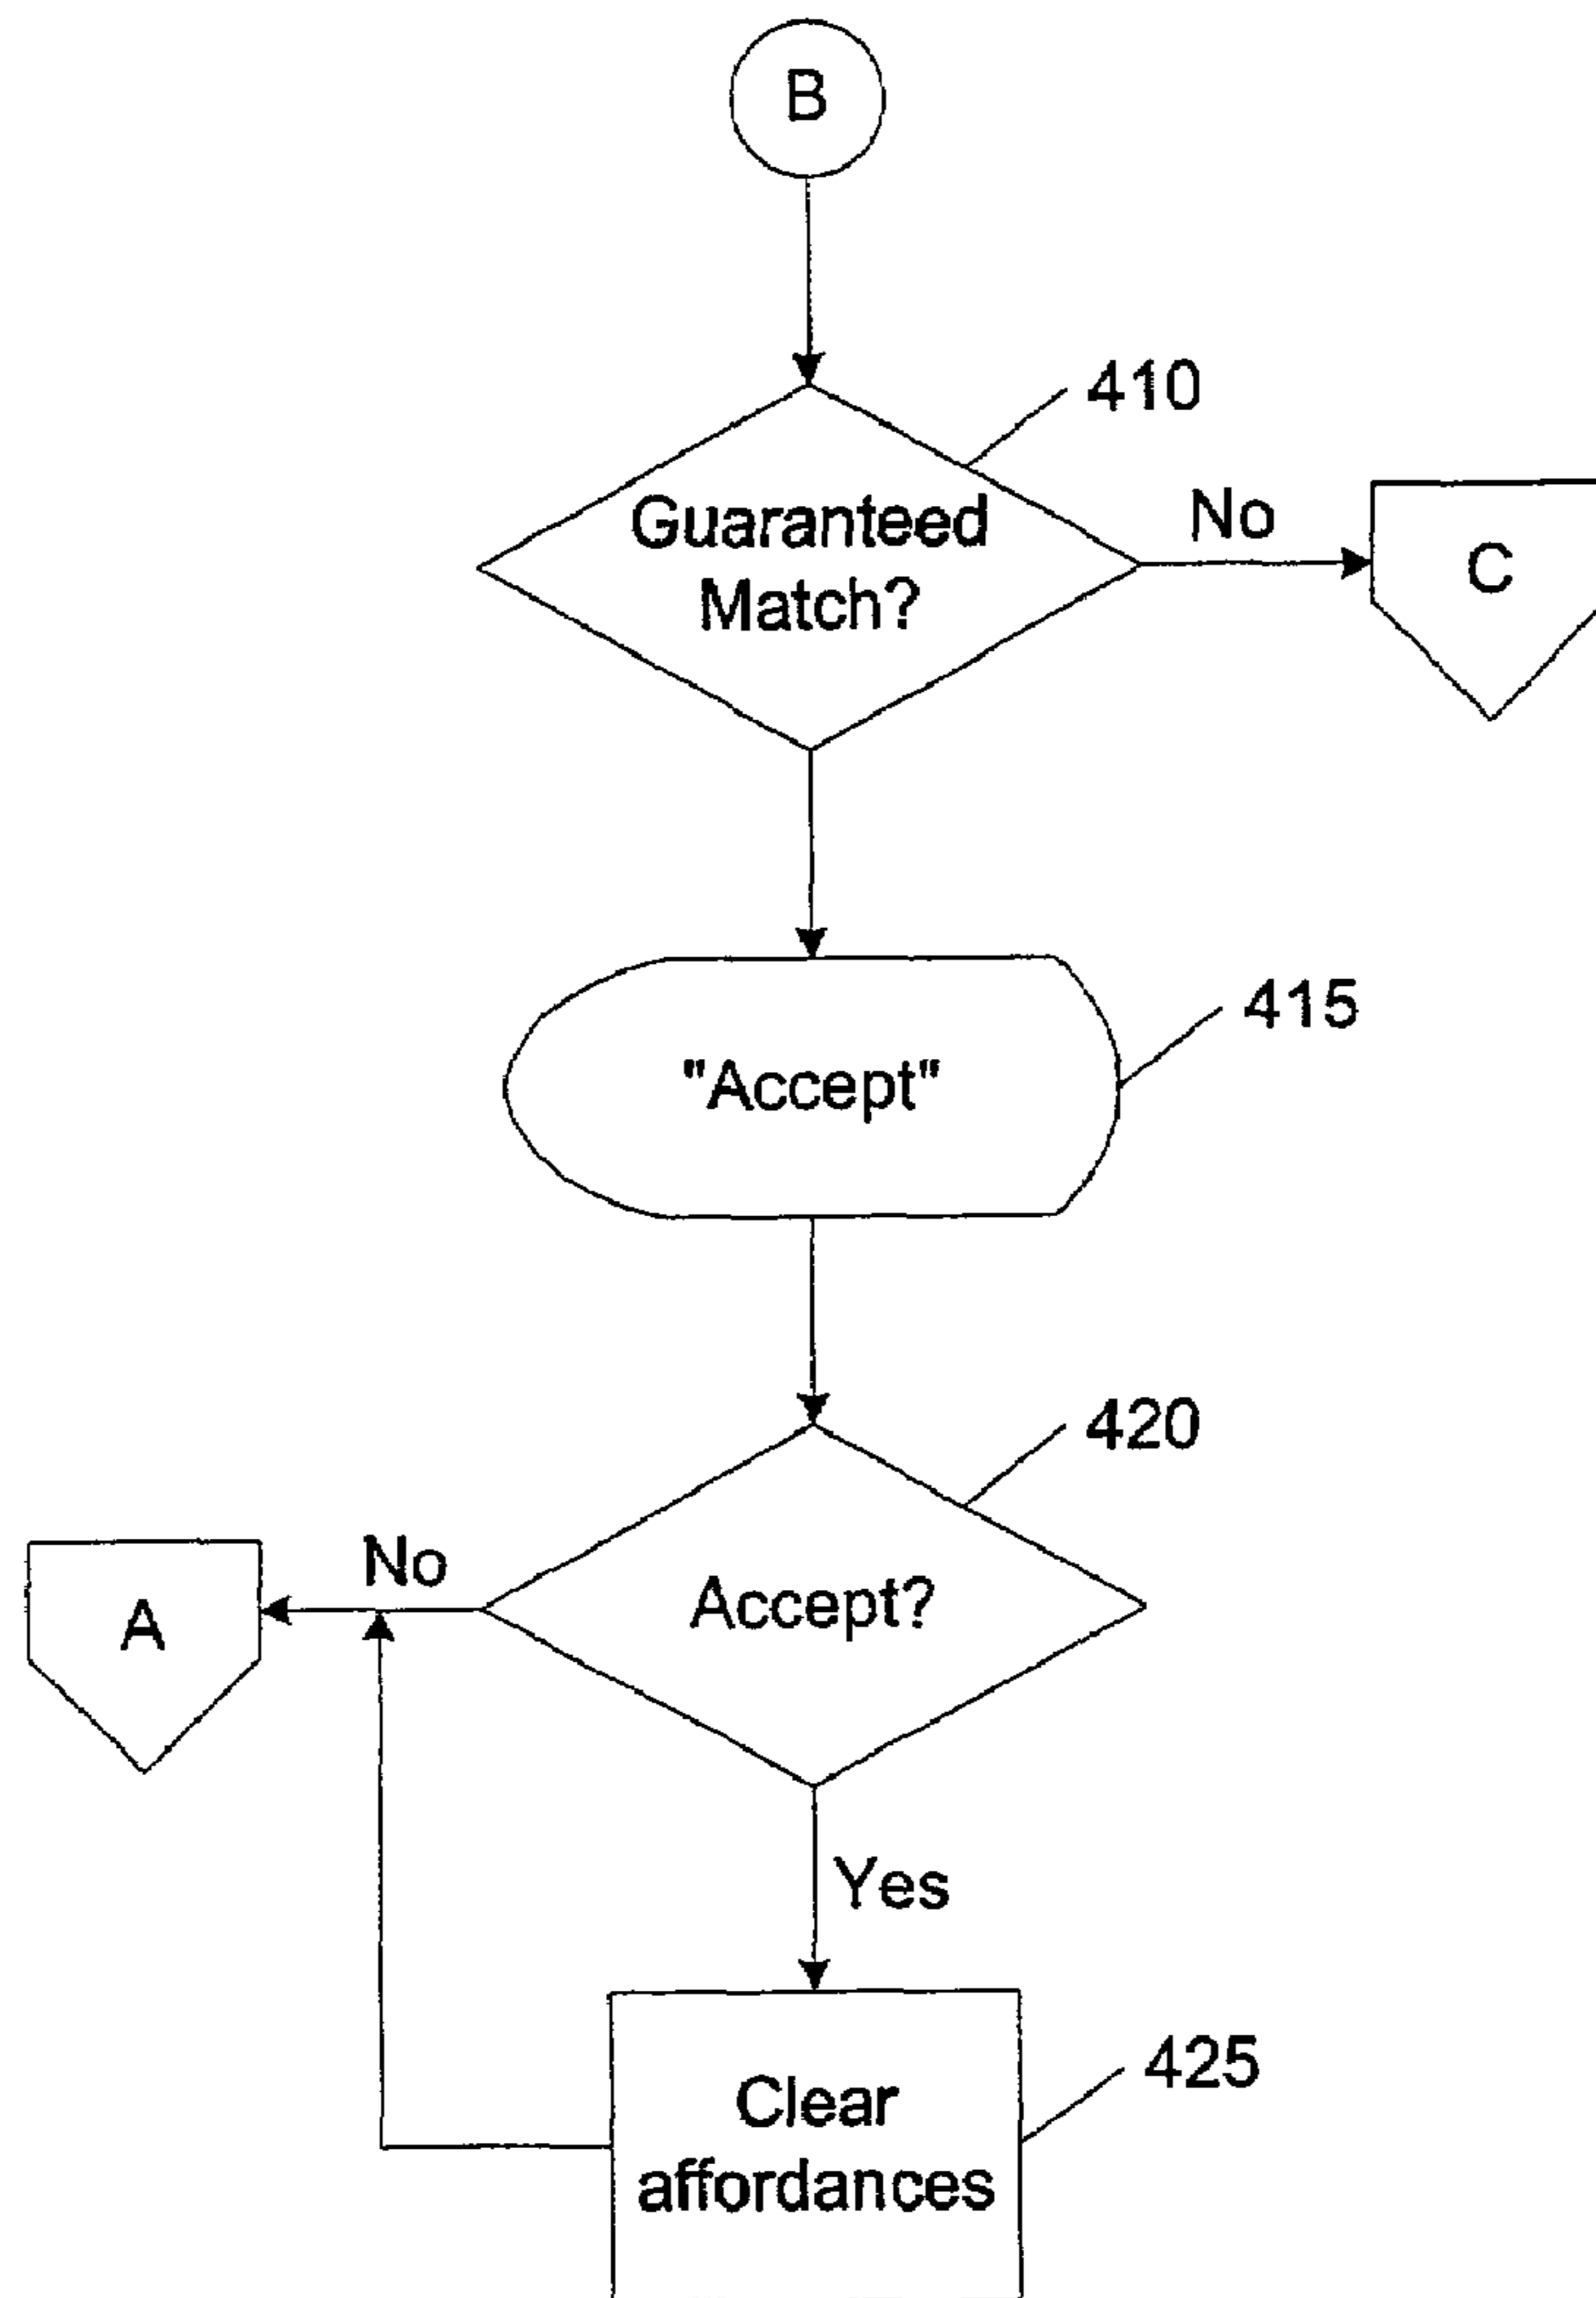 B
410
Guaranteed
Match?
No
C
415
"Accept"
420
No
Accept?
A
Yes
425
Clear
affordances